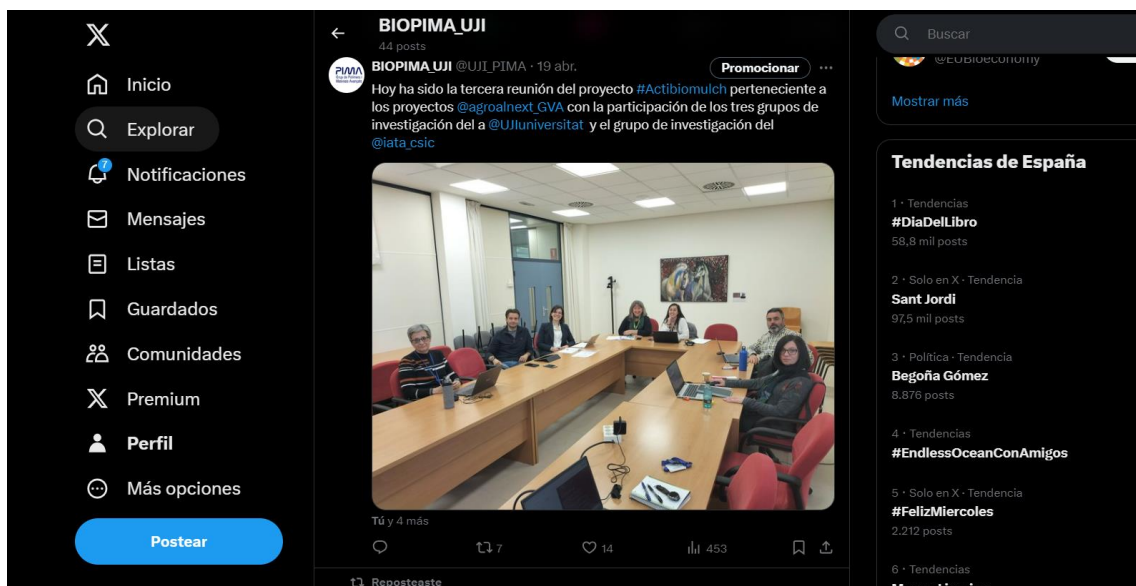 Inicio
Explorar
7
Notificaciones
Mensajes
Listas
Guardados
Comunidades
Premium
Perfil
Más opciones
Postear
BIOPIMA_UJI
44 posts
PIMA
BIOPIMA_UJI @UJI_PIMA · 19 abr.
Promocionar
Hoy ha sido la tercera reunión del proyecto #Actibiomulch perteneciente a
los proyectos @agroalnext_GVA con la participación de los tres grupos de
investigación del a @UJIuniversitat y el grupo de investigación del
@iata_csic
Tú y 4 más
7
14
453
Reposteaste
Buscar
@EUBioeconomy
Mostrar más
Tendencias de España
1 · Tendencias
#DiaDelLibro
58,8 mil posts
2 · Solo en X · Tendencia
Sant Jordi
97,5 mil posts
3 · Política · Tendencia
Begoña Gómez
8.876 posts
4 · Tendencias
#EndlessOceanConAmigos
5 · Solo en X · Tendencia
#FelizMiercoles
2.212 posts
6 · Tendencias